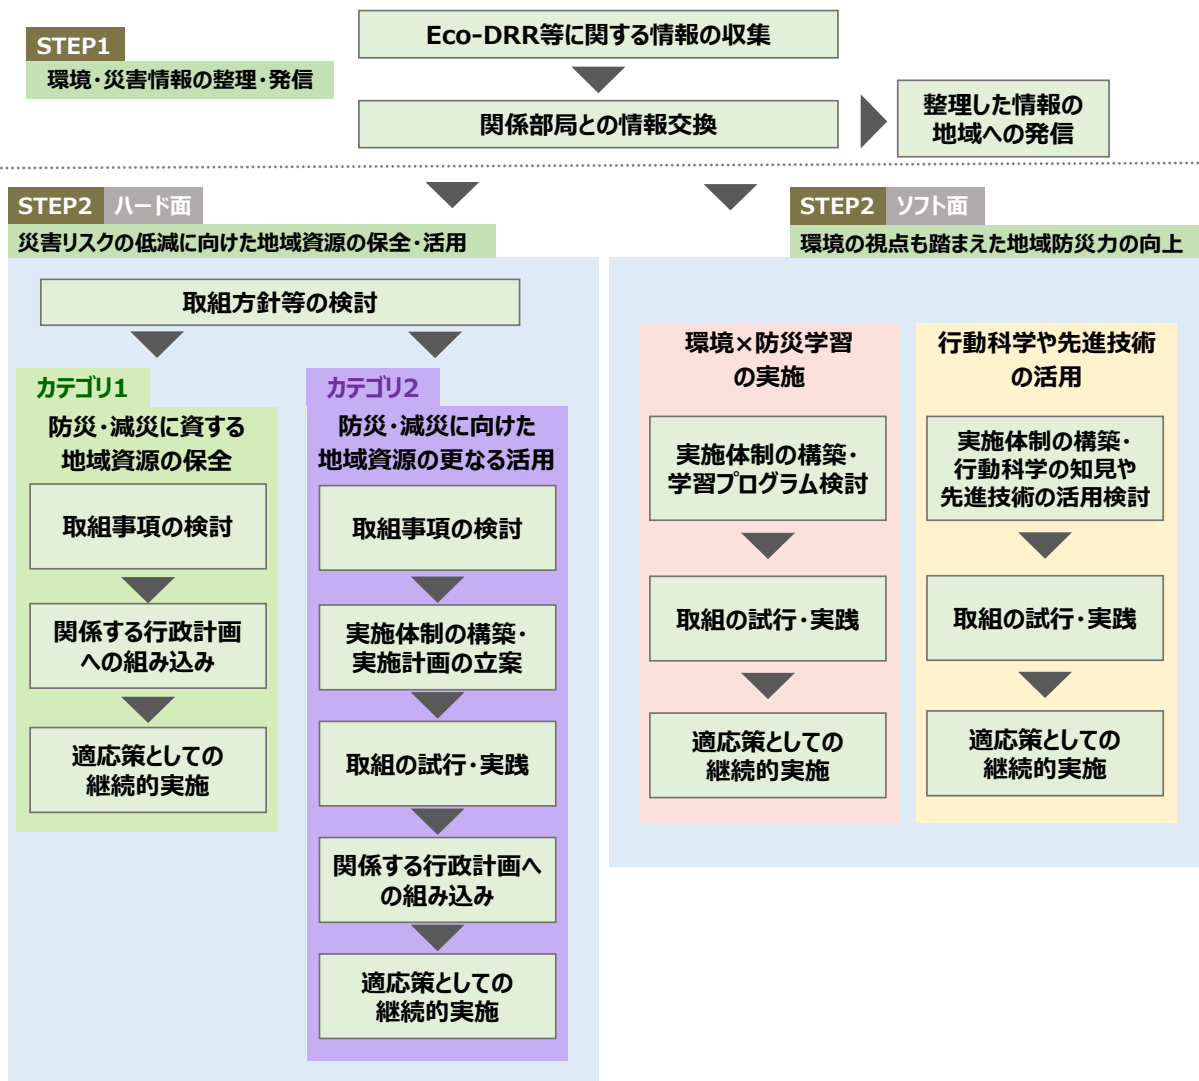 STEP1
環境・災害情報の整理・発信
Eco-DRR等に関する情報の収集
関係部局との情報交換
整理した情報の
地域への発信
STEP2 ハード面
災害リスクの低減に向けた地域資源の保全・活用
取組方針等の検討
カテゴリ1
防災・減災に資する
地域資源の保全
取組事項の検討
関係する行政計画
への組み込み
適応策としての
継続的実施
カテゴリ2
防災・減災に向けた
地域資源の更なる活用
取組事項の検討
実施体制の構築・
実施計画の立案
取組の試行・実践
関係する行政計画へ
の組み込み
適応策としての
継続的実施
STEP2 ソフト面
環境の視点も踏まえた地域防災力の向上
環境×防災学習
の実施
実施体制の構築・
学習プログラム検討
取組の試行・実践
適応策としての
継続的実施
行動科学や先進技術
の活用
実施体制の構築・
行動科学の知見や
先進技術の活用検討
取組の試行・実践
適応策としての
継続的実施